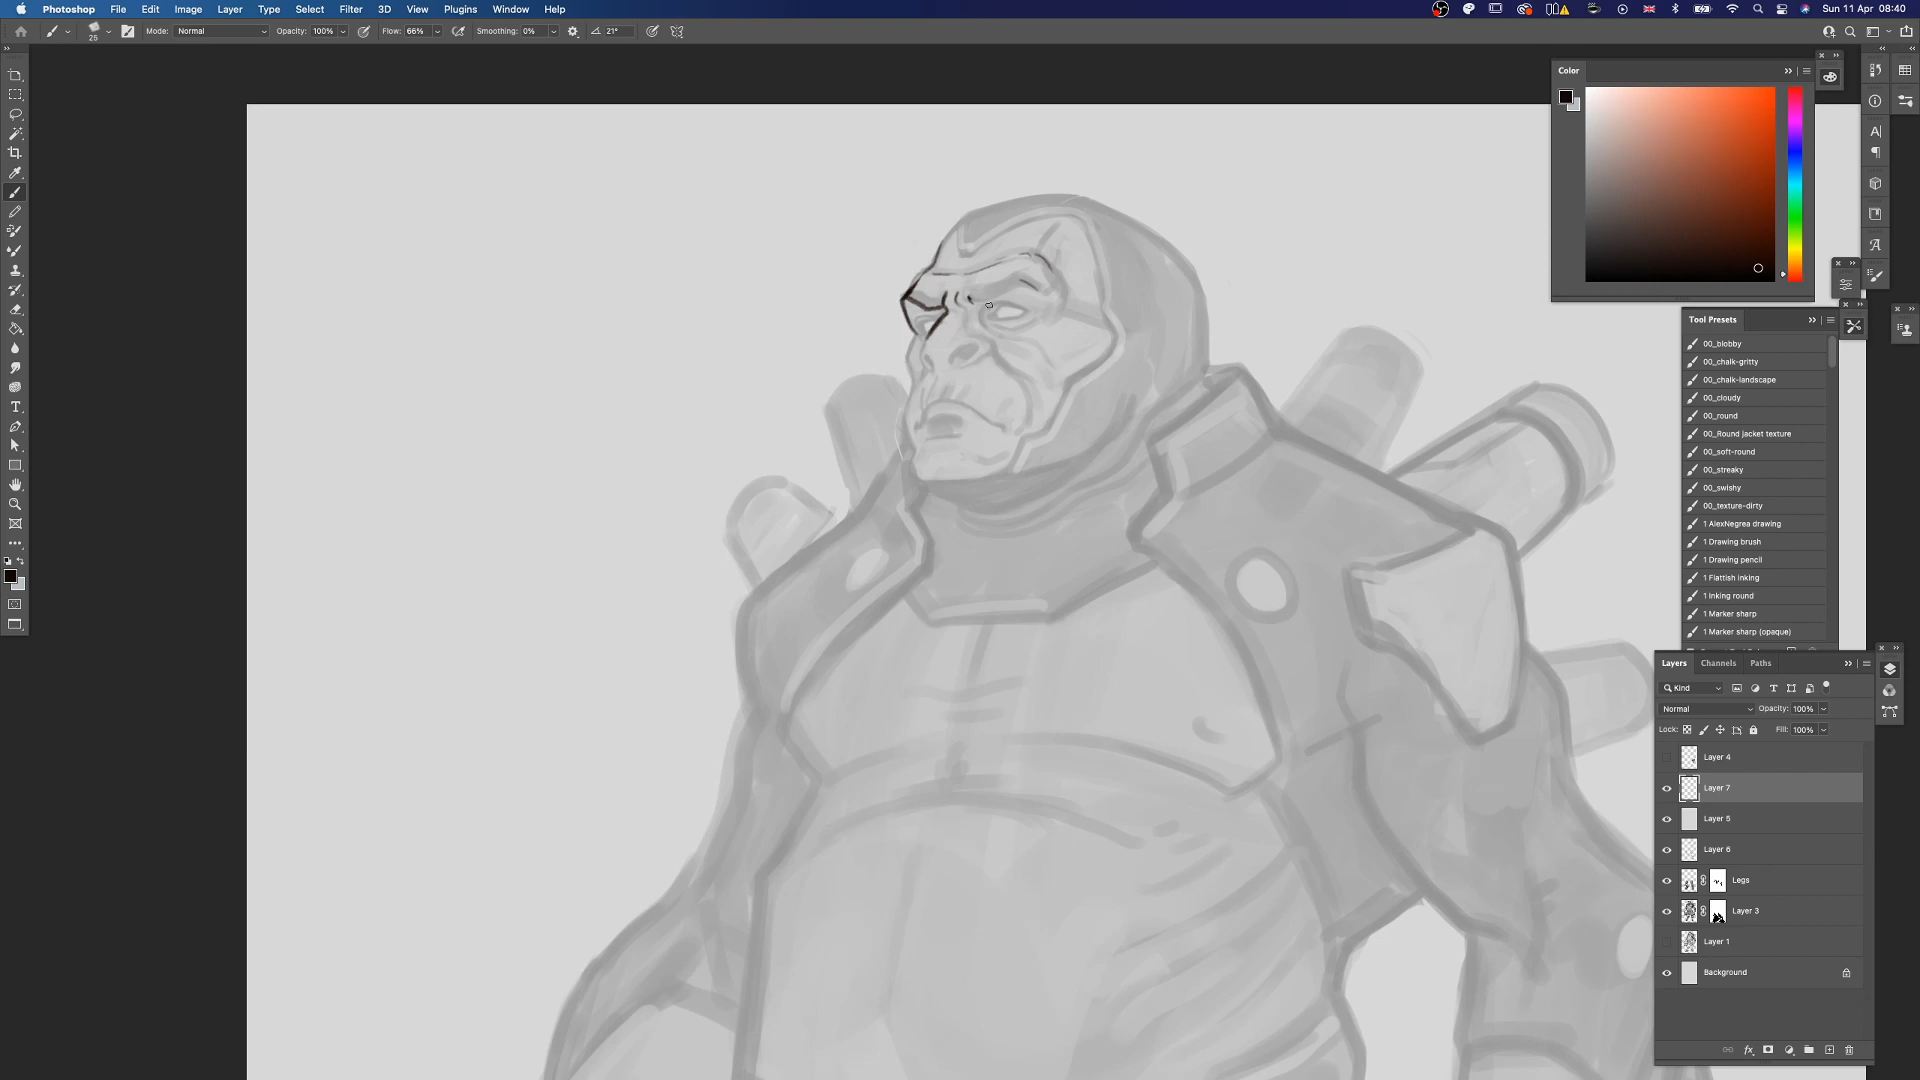 Photoshop File Edit Image Layer Type Select Filter 3D View Plugins Window Help Sun 11 Apr 08:40
25 Mode: Normal Opacity: 100% Flow: 66% Smoothing: 0% 21°
Color
Tool Presets
00_blobby
00_chalk-gritty
00_chalk-landscape
00_cloudy
00_round
00_Round jacket texture
00_soft-round
00_streaky
00_swishy
00_texture-dirty
1 AlexNegrea drawing
1 Drawing brush
1 Drawing pencil
1 Flattish inking
1 Inking round
1 Marker sharp
1 Marker sharp (opaque)
Layers Channels Paths
Kind
Normal Opacity: 100%
Lock: Fill: 100%
Layer 4
Layer 7
Layer 5
Layer 6
Legs
Layer 3
Layer 1
Background